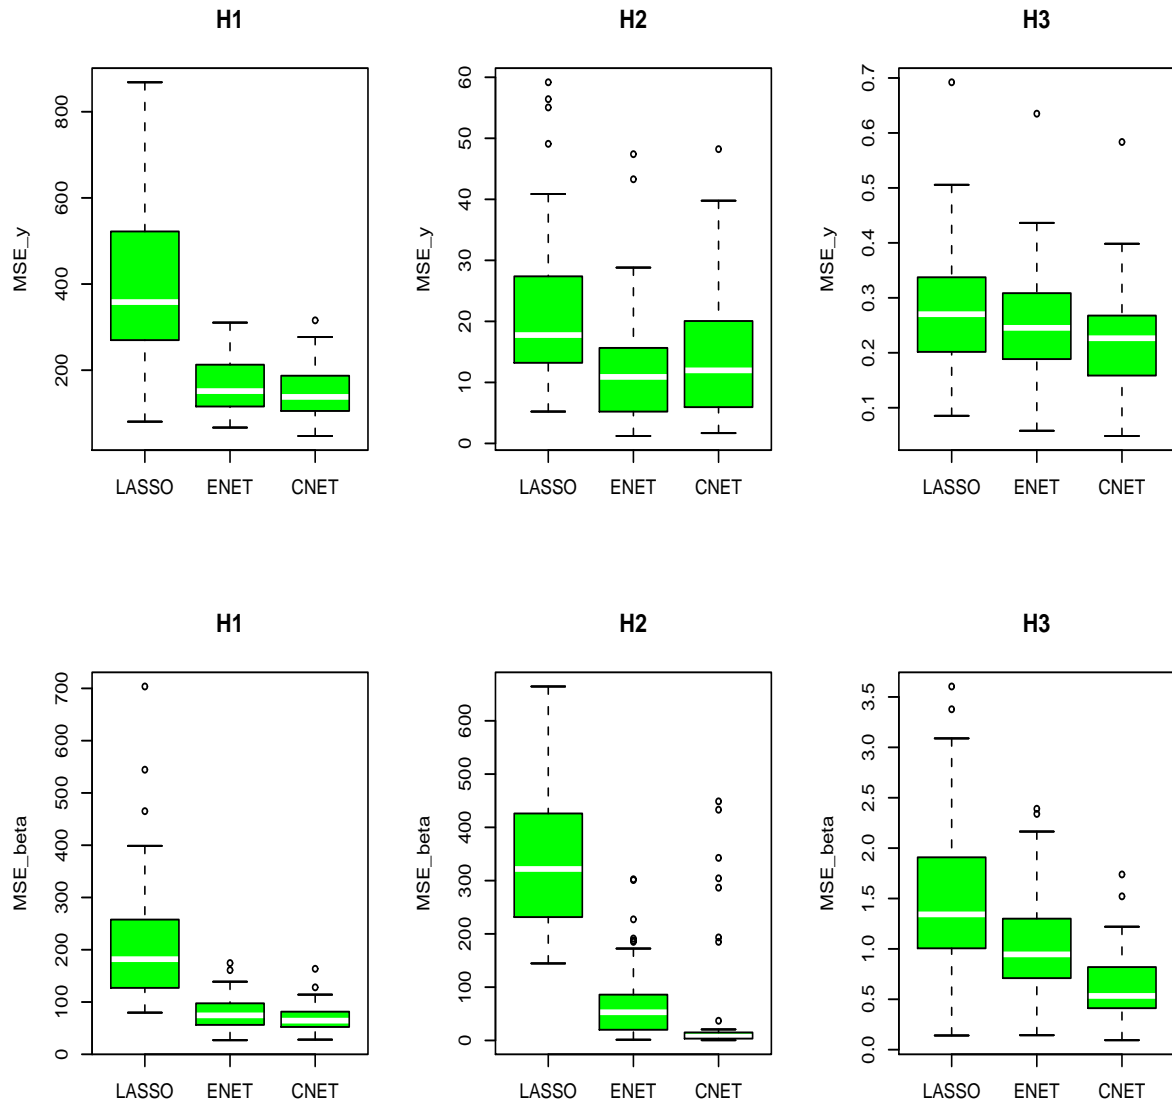 H1
H2
H3
MSE_y
800
600
400
200
LASSO ENET CNET
MSE_y
60
50
40
30
20
10
0
LASSO ENET CNET
MSE_y
0.7
0.6
0.5
0.4
0.3
0.2
0.1
LASSO ENET CNET
H1
H2
H3
MSE_beta
700
600
500
400
300
200
100
0
LASSO ENET CNET
MSE_beta
600
500
400
300
200
100
0
LASSO ENET CNET
MSE_beta
3.5
3.0
2.5
2.0
1.5
1.0
0.5
0.0
LASSO ENET CNET